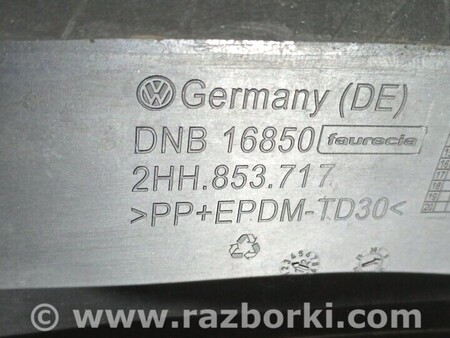 Germany (DE)
DNB 16850 faurecia
2HH.853.717
>PP+EPDM-TD30<
www.razborki.com